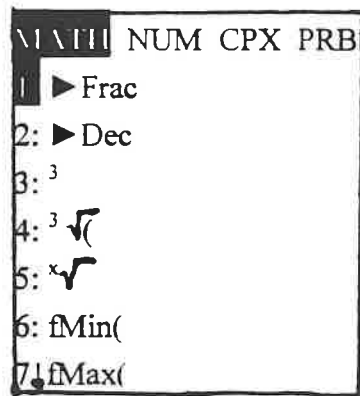 MATH NUM CPX PRB
1 ►Frac
2: ►Dec
3: ³
4: ³√(
5: ˣ√
6: fMin(
7↓fMax(